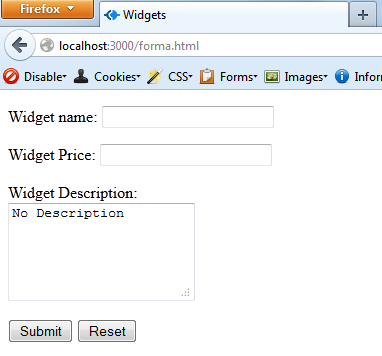 Firefox
Widgets
localhost:3000/forma.html
Disable Cookies CSS Forms Images Infor
Widget name:
Widget Price:
Widget Description:
No Description
Submit Reset